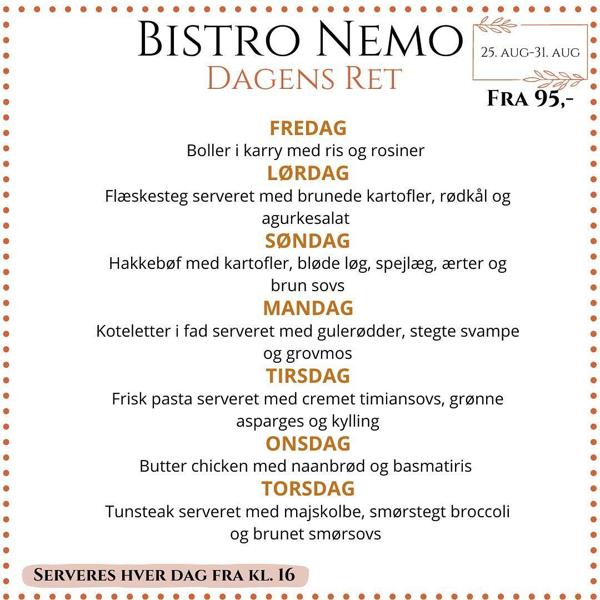 BISTRO NEMO
25. AUG-31. AUG
DAGENS RET
FRA 95,-
FREDAG
Boller i karry med ris og rosiner
LØRDAG
Flæskesteg serveret med brunede kartofler, rødkål og
agurkesalat
SØNDAG
Hakkebøf med kartofler, bløde løg, spejlæg, ærter og
brun sovs
MANDAG
Koteletter i fad serveret med gulerødder, stegte svampe
og grovmos
TIRSDAG
Frisk pasta serveret med cremet timiansovs, grønne
asparges og kylling
ONSDAG
Butter chicken med naanbrød og basmatiris
TORSDAG
Tunsteak serveret med majskolbe, smørstegt broccoli
og brunet smørsovs
SERVERES HVER DAG FRA KL. 16